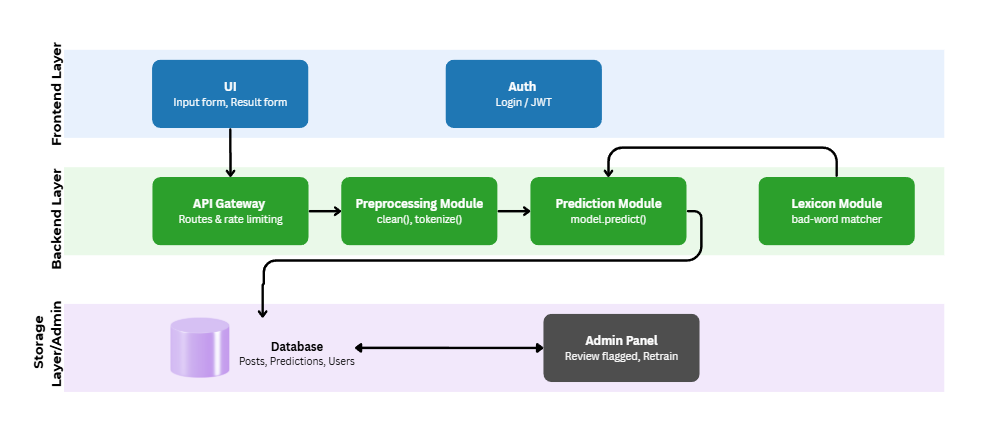 Frontend Layer
UI
Input form, Result form
Auth
Login / JWT
Backend Layer
API Gateway
Routes & rate limiting
Preprocessing Module
clean(), tokenize()
Prediction Module
model.predict()
Lexicon Module
bad-word matcher
Storage
Layer/Admin
Database
Posts, Predictions, Users
Admin Panel
Review flagged, Retrain